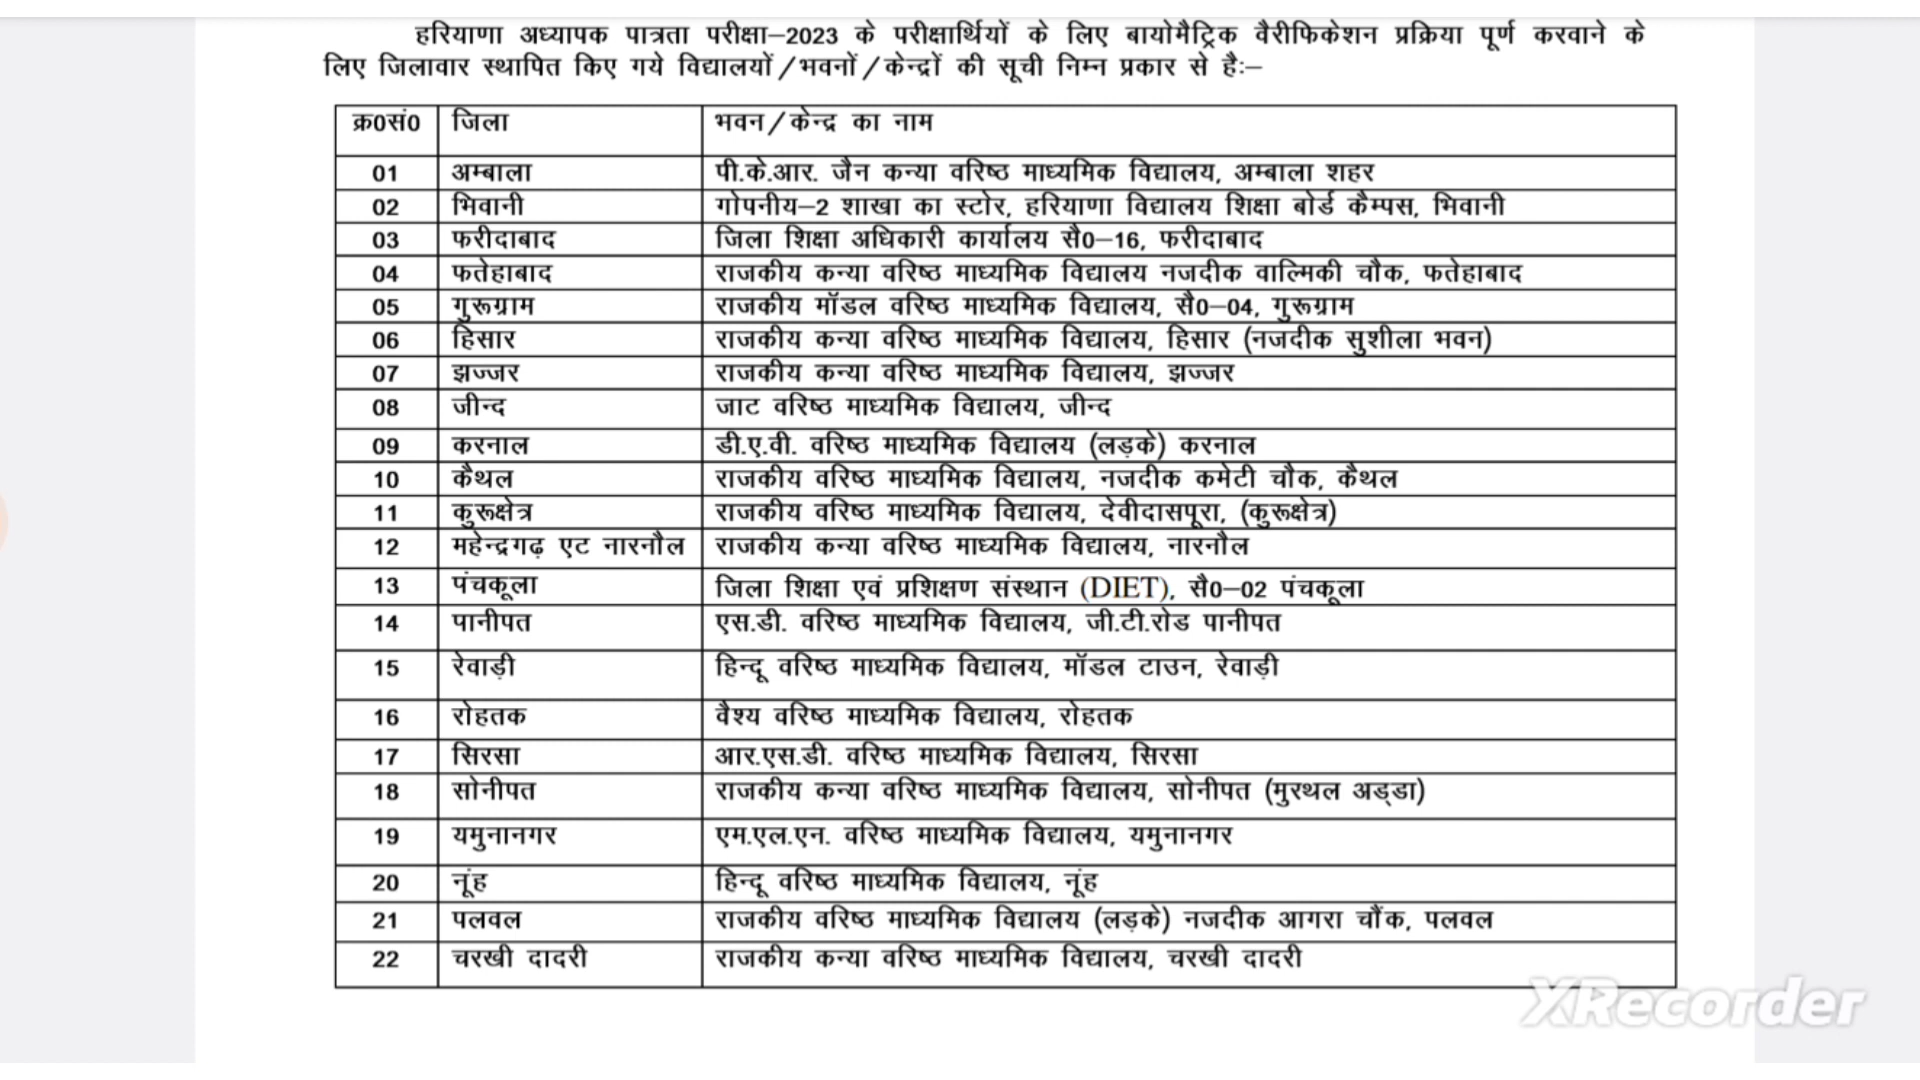 हरियाणा अध्यापक पात्रता परीक्षा–2023 के परीक्षार्थियों के लिए बायोमैट्रिक वैरीफिकेशन प्रक्रिया पूर्ण करवाने के
लिए जिलावार स्थापित किए गये विद्यालयों/भवनों/केन्द्रों की सूची निम्न प्रकार से हैः–
क्र0सं0 जिला भवन/केन्द्र का नाम
01 अम्बाला पी.के.आर. जैन कन्या वरिष्ठ माध्यमिक विद्यालय, अम्बाला शहर
02 भिवानी गोपनीय–2 शाखा का स्टोर, हरियाणा विद्यालय शिक्षा बोर्ड कैम्पस, भिवानी
03 फरीदाबाद जिला शिक्षा अधिकारी कार्यालय सै0–16, फरीदाबाद
04 फतेहाबाद राजकीय कन्या वरिष्ठ माध्यमिक विद्यालय नजदीक वाल्मिकी चौक, फतेहाबाद
05 गुरूग्राम राजकीय मॉडल वरिष्ठ माध्यमिक विद्यालय, सै0–04, गुरूग्राम
06 हिसार राजकीय कन्या वरिष्ठ माध्यमिक विद्यालय, हिसार (नजदीक सुशीला भवन)
07 झज्जर राजकीय कन्या वरिष्ठ माध्यमिक विद्यालय, झज्जर
08 जीन्द जाट वरिष्ठ माध्यमिक विद्यालय, जीन्द
09 करनाल डी.ए.वी. वरिष्ठ माध्यमिक विद्यालय (लड़के) करनाल
10 कैथल राजकीय वरिष्ठ माध्यमिक विद्यालय, नजदीक कमेटी चौक, कैथल
11 कुरूक्षेत्र राजकीय वरिष्ठ माध्यमिक विद्यालय, देवीदासपूरा, (कुरूक्षेत्र)
12 महेन्द्रगढ़ एट नारनौल राजकीय कन्या वरिष्ठ माध्यमिक विद्यालय, नारनौल
13 पंचकूला जिला शिक्षा एवं प्रशिक्षण संस्थान (DIET), सै0–02 पंचकूला
14 पानीपत एस.डी. वरिष्ठ माध्यमिक विद्यालय, जी.टी.रोड पानीपत
15 रेवाड़ी हिन्दू वरिष्ठ माध्यमिक विद्यालय, मॉडल टाउन, रेवाड़ी
16 रोहतक वैश्य वरिष्ठ माध्यमिक विद्यालय, रोहतक
17 सिरसा आर.एस.डी. वरिष्ठ माध्यमिक विद्यालय, सिरसा
18 सोनीपत राजकीय कन्या वरिष्ठ माध्यमिक विद्यालय, सोनीपत (मुरथल अड्डा)
19 यमुनानगर एम.एल.एन. वरिष्ठ माध्यमिक विद्यालय, यमुनानगर
20 नूंह हिन्दू वरिष्ठ माध्यमिक विद्यालय, नूंह
21 पलवल राजकीय वरिष्ठ माध्यमिक विद्यालय (लड़के) नजदीक आगरा चौंक, पलवल
22 चरखी दादरी राजकीय कन्या वरिष्ठ माध्यमिक विद्यालय, चरखी दादरी
XRecorder